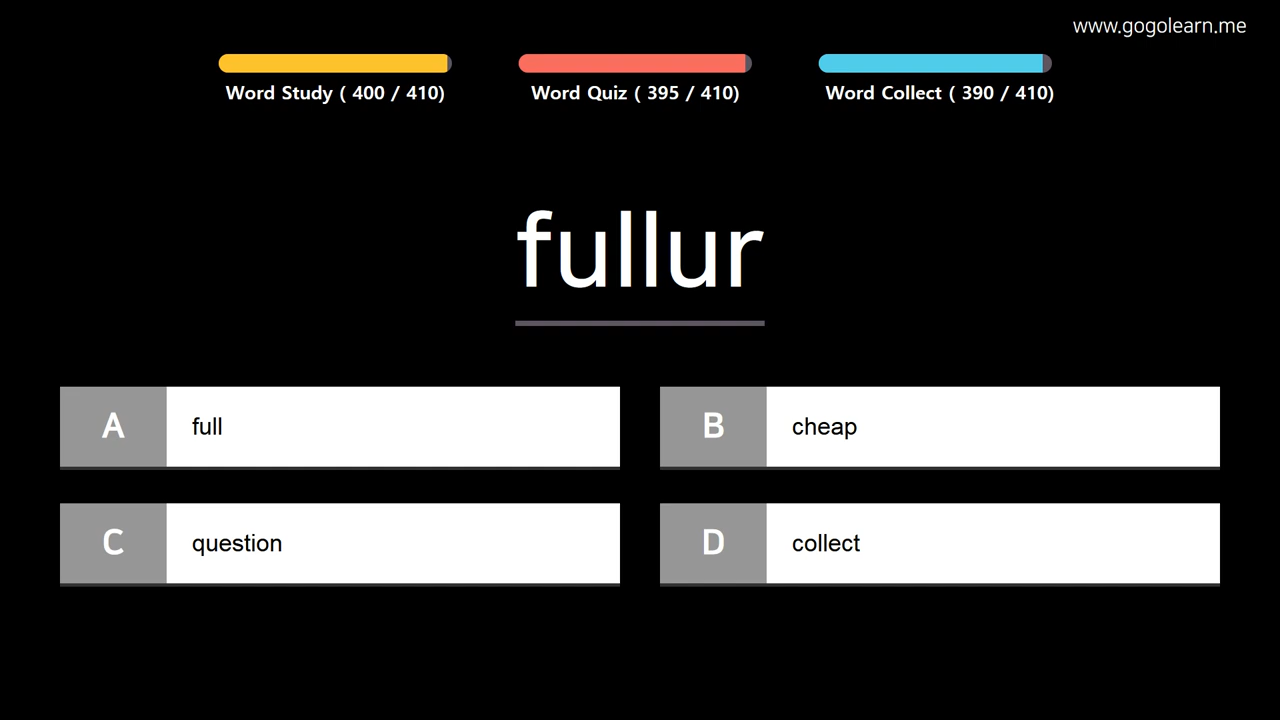 www.gogolearn.me
Word Study ( 400 / 410)
Word Quiz ( 395 / 410)
Word Collect ( 390 / 410)
fullur
A full
B cheap
C question
D collect